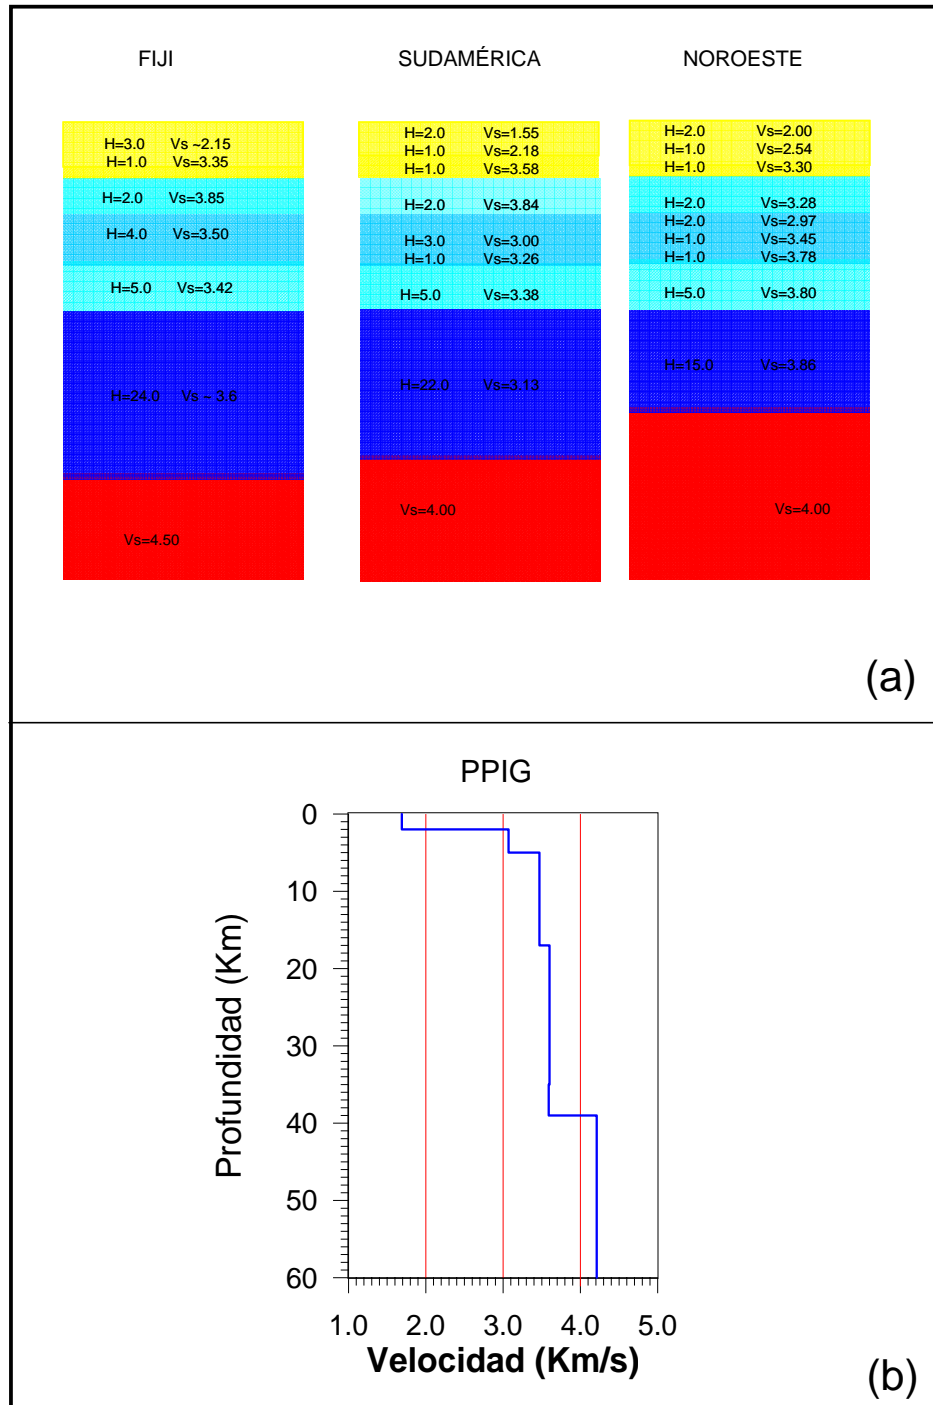 FIJI SUDAMÉRICA NOROESTE
H=3.0 Vs ~2.15
H=1.0 Vs=3.35
H=2.0 Vs=3.85
H=4.0 Vs=3.50
H=5.0 Vs=3.42
H=24.0 Vs ~ 3.6
Vs=4.50
H=2.0 Vs=1.55
H=1.0 Vs=2.18
H=1.0 Vs=3.58
H=2.0 Vs=3.84
H=3.0 Vs=3.00
H=1.0 Vs=3.26
H=5.0 Vs=3.38
H=22.0 Vs=3.13
Vs=4.00
H=2.0 Vs=2.00
H=1.0 Vs=2.54
H=1.0 Vs=3.30
H=2.0 Vs=3.28
H=2.0 Vs=2.97
H=1.0 Vs=3.45
H=1.0 Vs=3.78
H=5.0 Vs=3.80
H=15.0 Vs=3.86
Vs=4.00
(a)
PPIG
Profundidad (Km)
0
10
20
30
40
50
60
1.0 2.0 3.0 4.0 5.0
Velocidad (Km/s)
(b)